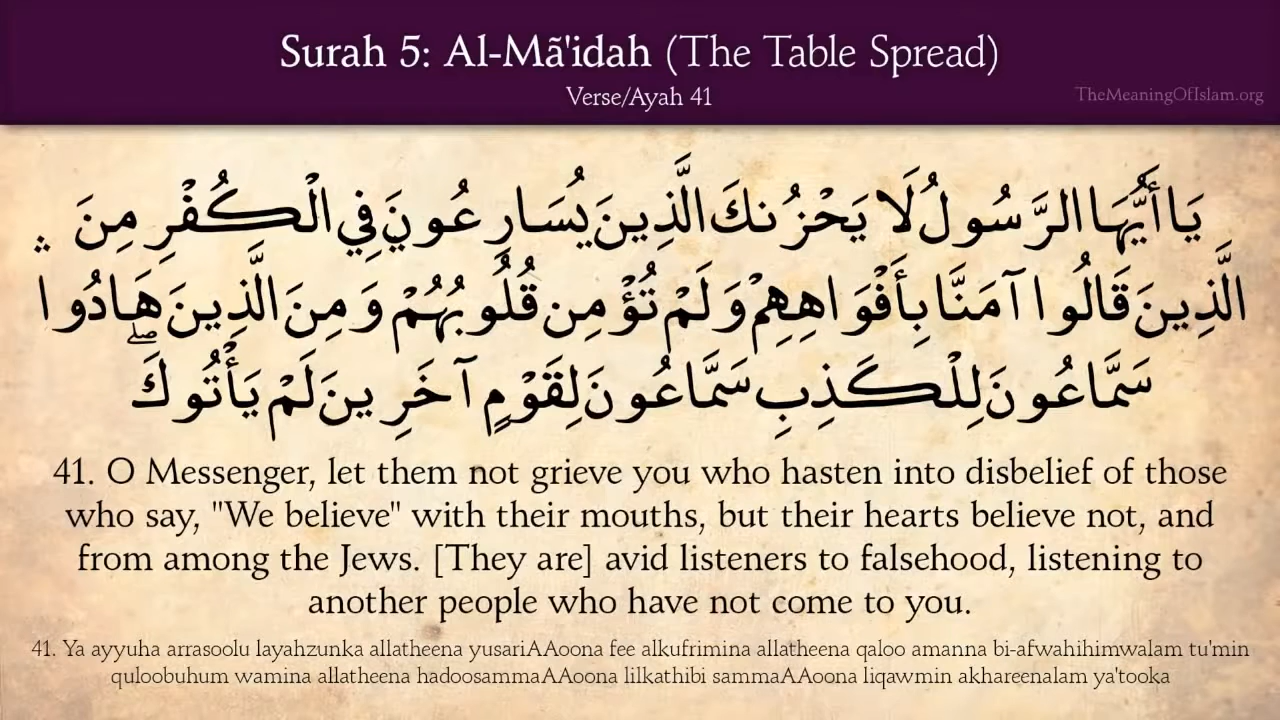 Surah 5: Al-Mã'idah (The Table Spread)
Verse/Ayah 41
TheMeaningOfIslam.org
يَا أَيُّهَا الرَّسُولُ لَا يَحْزُنكَ الَّذِينَ يُسَارِعُونَ فِي الْكُفْرِ مِنَ
الَّذِينَ قَالُوا آمَنَّا بِأَفْوَاهِهِمْ وَلَمْ تُؤْمِن قُلُوبُهُمْ ۛ وَمِنَ الَّذِينَ هَادُوا
سَمَّاعُونَ لِلْكَذِبِ سَمَّاعُونَ لِقَوْمٍ آخَرِينَ لَمْ يَأْتُوكَ ۖ
41. O Messenger, let them not grieve you who hasten into disbelief of those
who say, "We believe" with their mouths, but their hearts believe not, and
from among the Jews. [They are] avid listeners to falsehood, listening to
another people who have not come to you.
41. Ya ayyuha arrasoolu layahzunka allatheena yusariAAoona fee alkufrimina allatheena qaloo amanna bi-afwahihimwalam tu'min
quloobuhum wamina allatheena hadoosammaAAoona lilkathibi sammaAAoona liqawmin akhareenalam ya'tooka